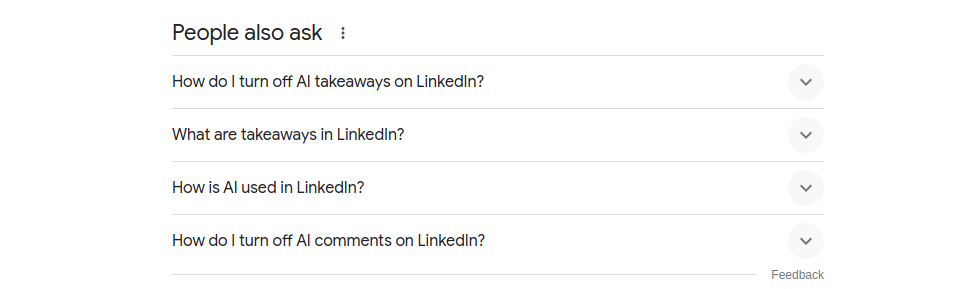 People also ask
How do I turn off AI takeaways on LinkedIn?
What are takeaways in LinkedIn?
How is AI used in LinkedIn?
How do I turn off AI comments on LinkedIn?
Feedback